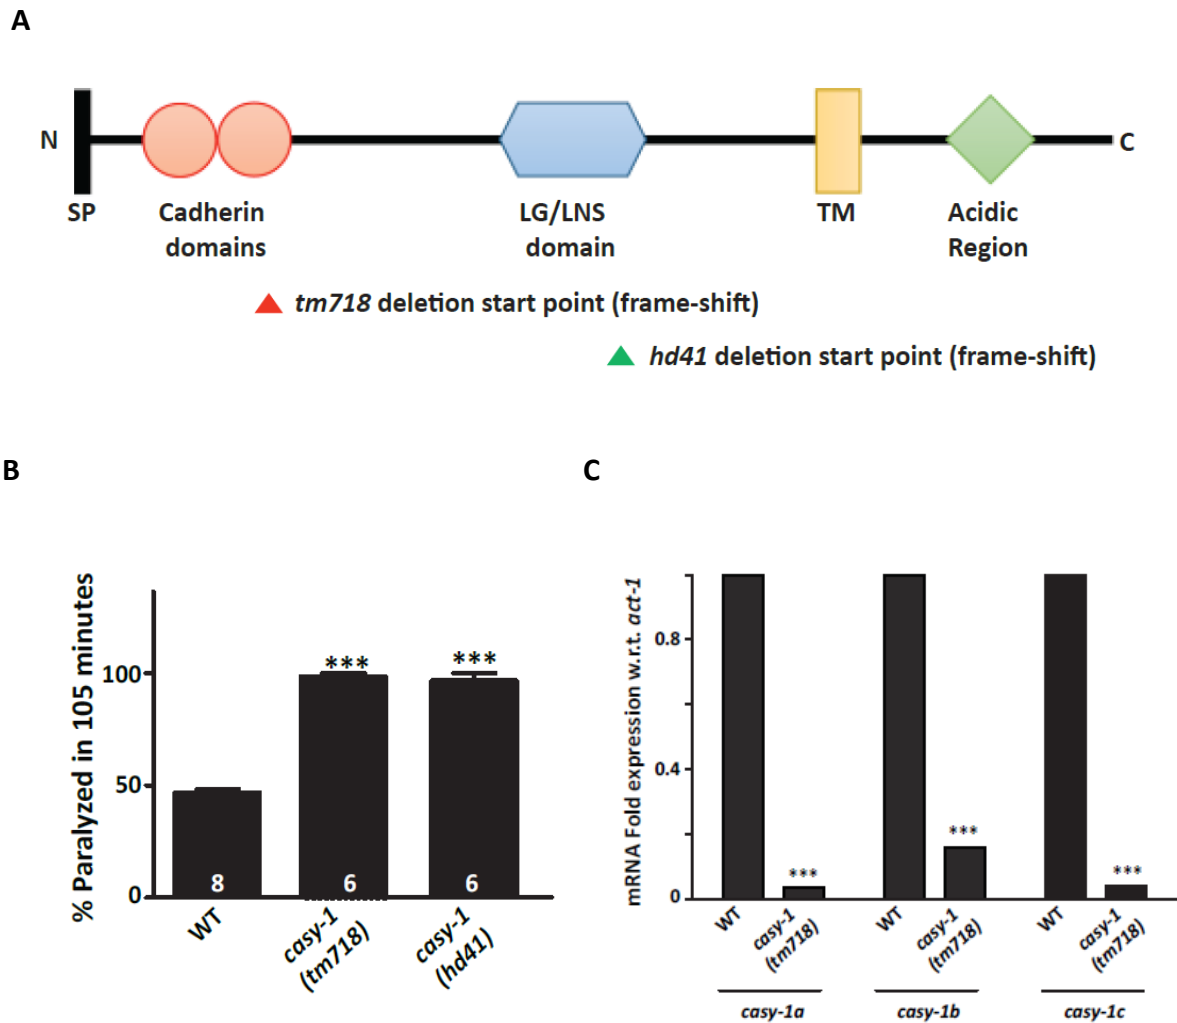 A
N
C
SP
Cadherin
domains
LG/LNS
domain
TM
Acidic
Region
tm718 deletion start point (frame-shift)
hd41 deletion start point (frame-shift)
B
% Paralyzed in 105 minutes
100
50
0
***
***
8
6
6
WT
casy-1
(tm718)
casy-1
(hd41)
C
mRNA Fold expression w.r.t. act-1
0.8
0.4
0
***
***
***
WT
casy-1
(tm718)
WT
casy-1
(tm718)
WT
casy-1
(tm718)
casy-1a
casy-1b
casy-1c